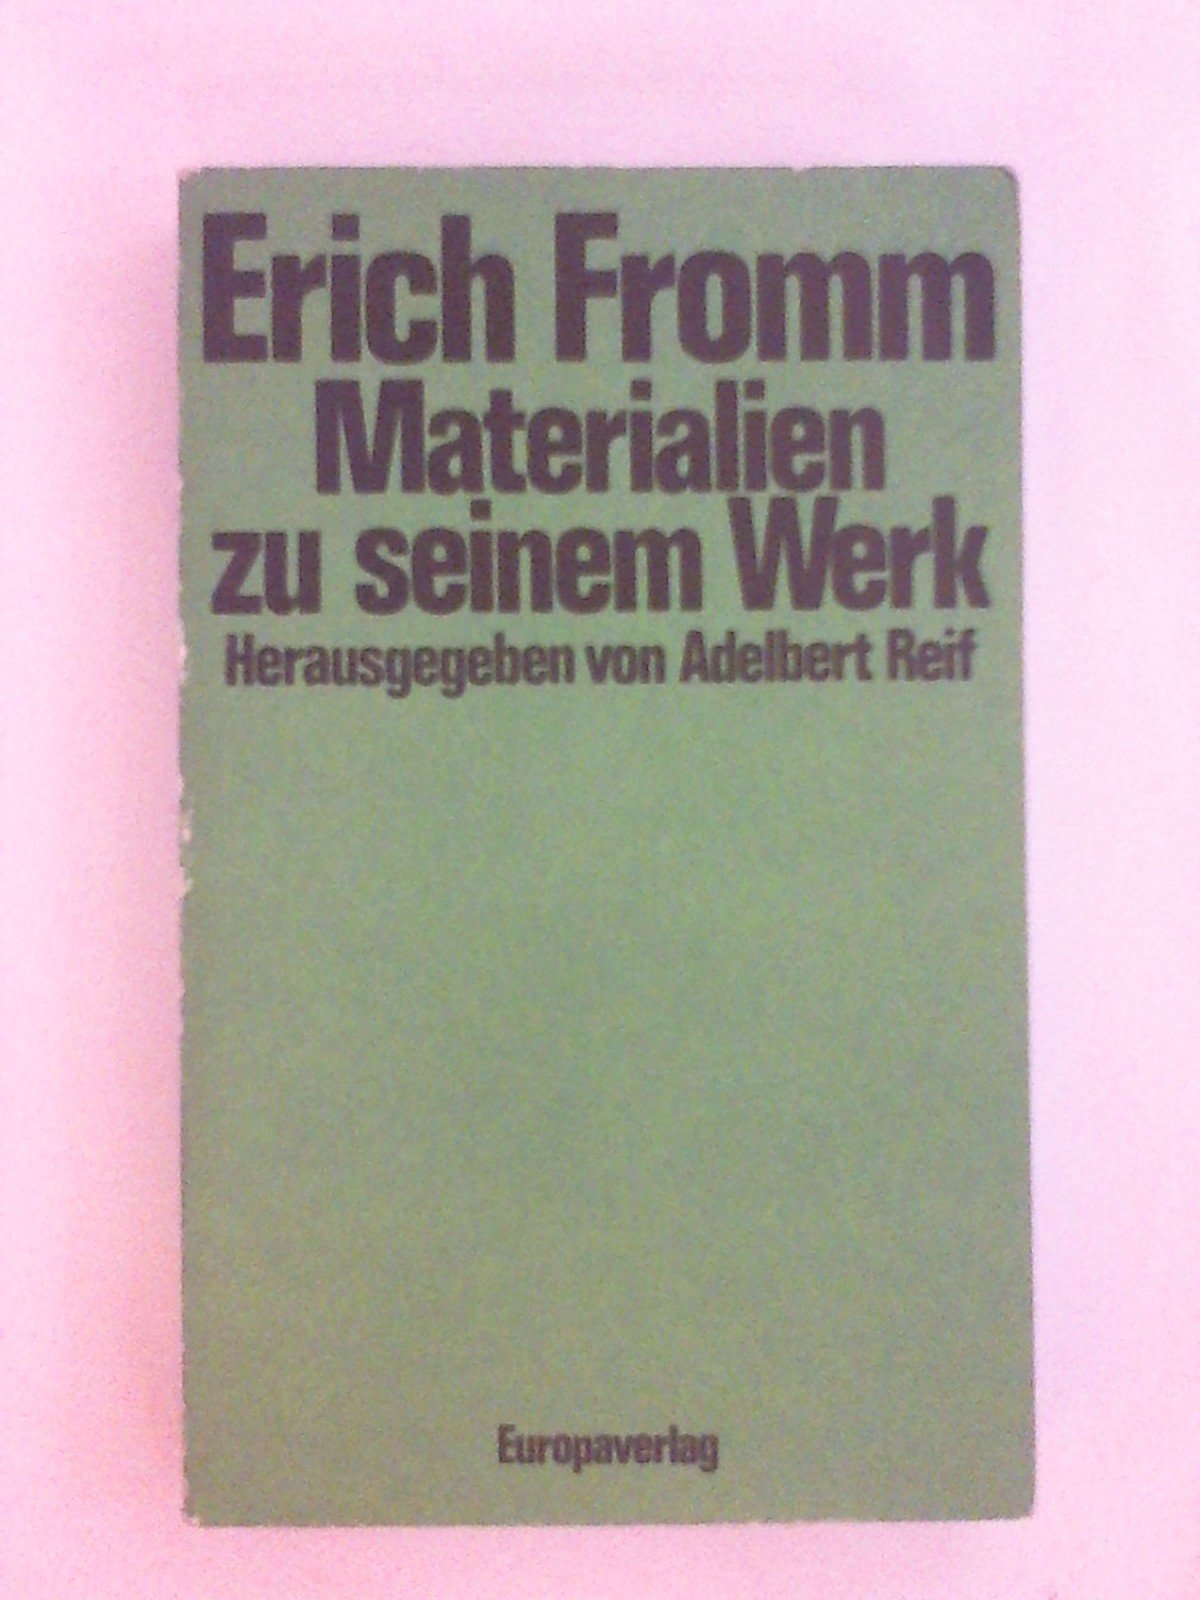 Erich Fromm
Materialien
zu seinem Werk
Herausgegeben von Adelbert Reif
Europaverlag